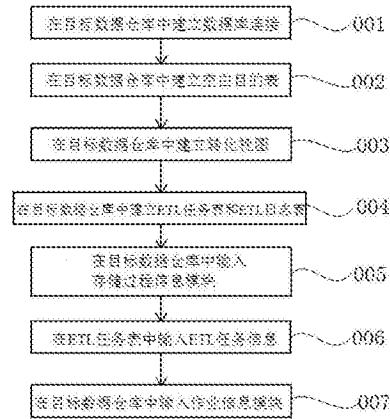 在目标数据仓库中建立数据库连接
001
在目标数据仓库中建立空白目的表
002
在目标数据仓库中建立转化视图
003
在目标数据仓库中建立ETL任务表和ETL日志表
004
在目标数据仓库中输入
存储过程信息模块
005
在ETL任务表中输入ETL任务信息
006
在目标数据仓库中输入作业信息模块
007